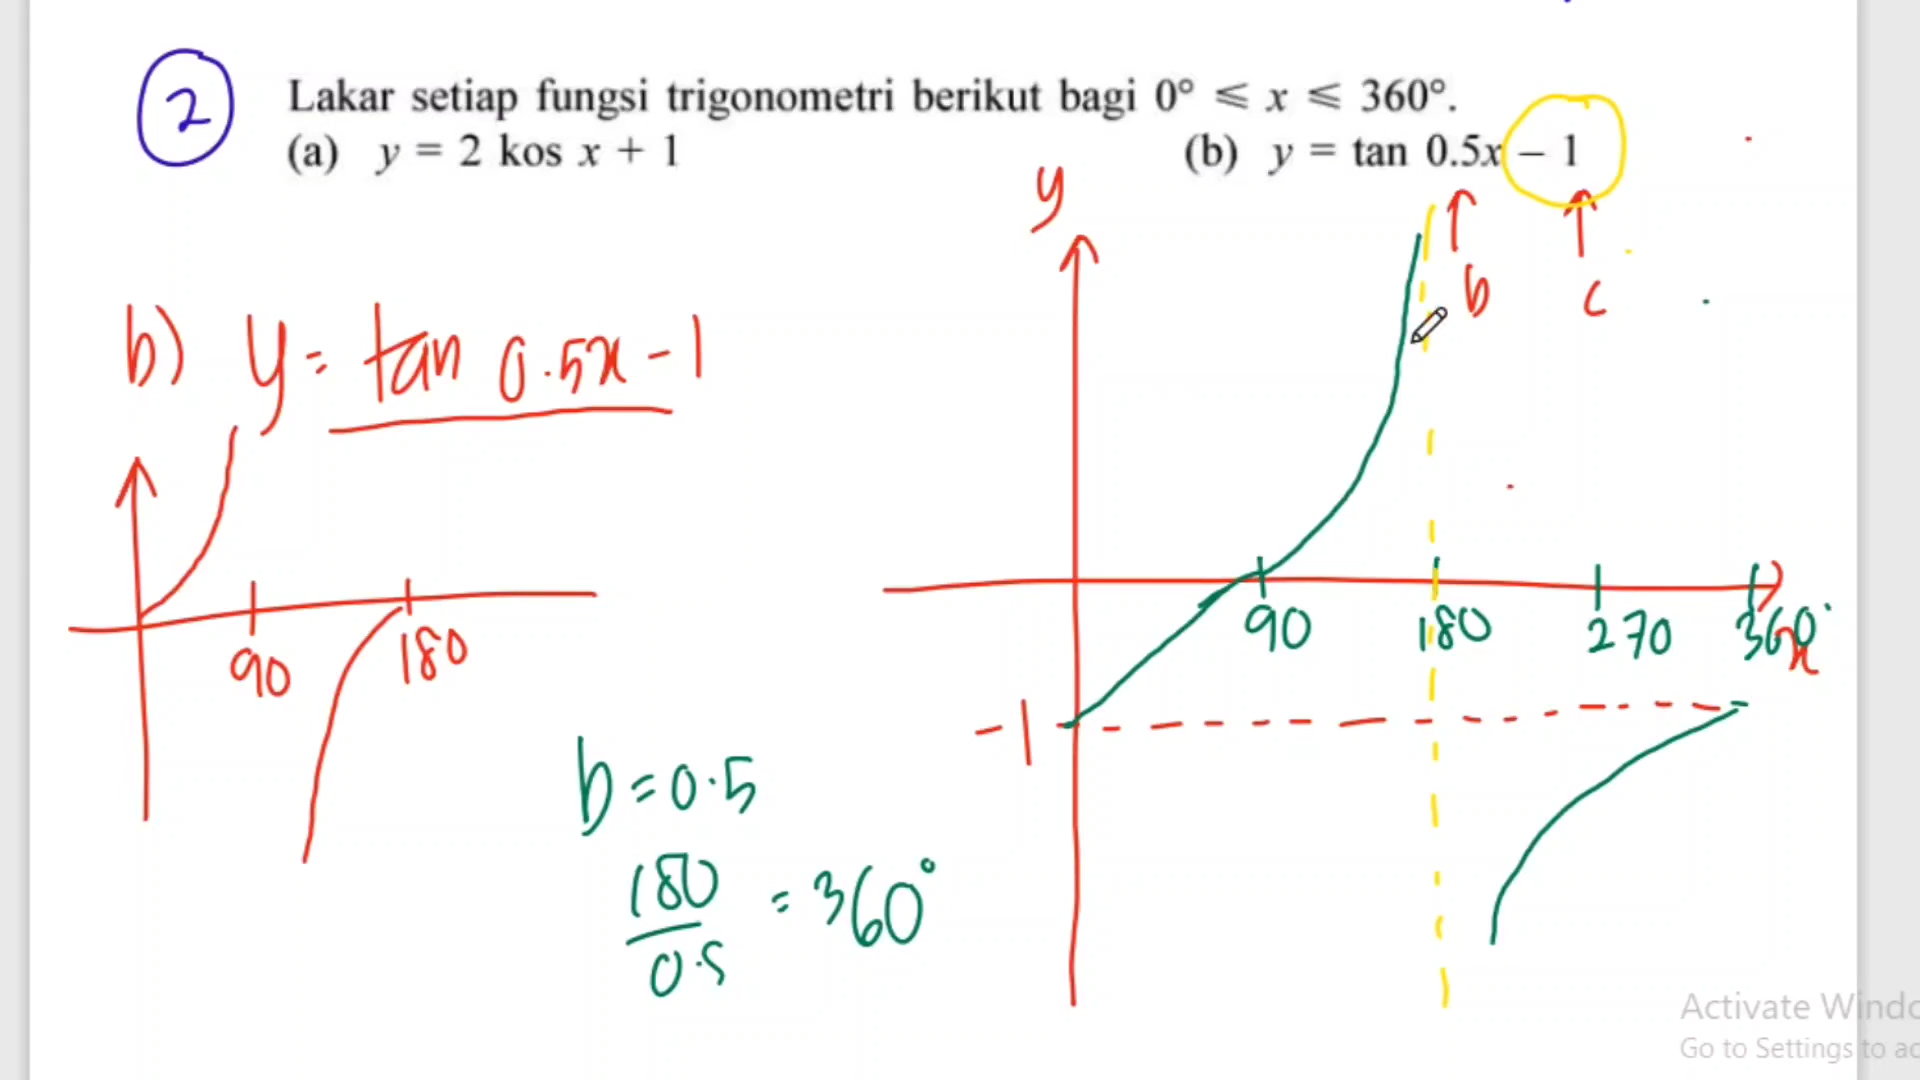 2
Lakar setiap fungsi trigonometri berikut bagi 0° ⩽ x ⩽ 360°.
(a) y = 2 kos x + 1
(b) y = tan 0.5x – 1
y
b
c
b) y = tan 0.5x - 1
90
180
90
180
270
360°
x
-1
b = 0.5
180
0.5
= 360°
Activate Windo
Go to Settings to ac